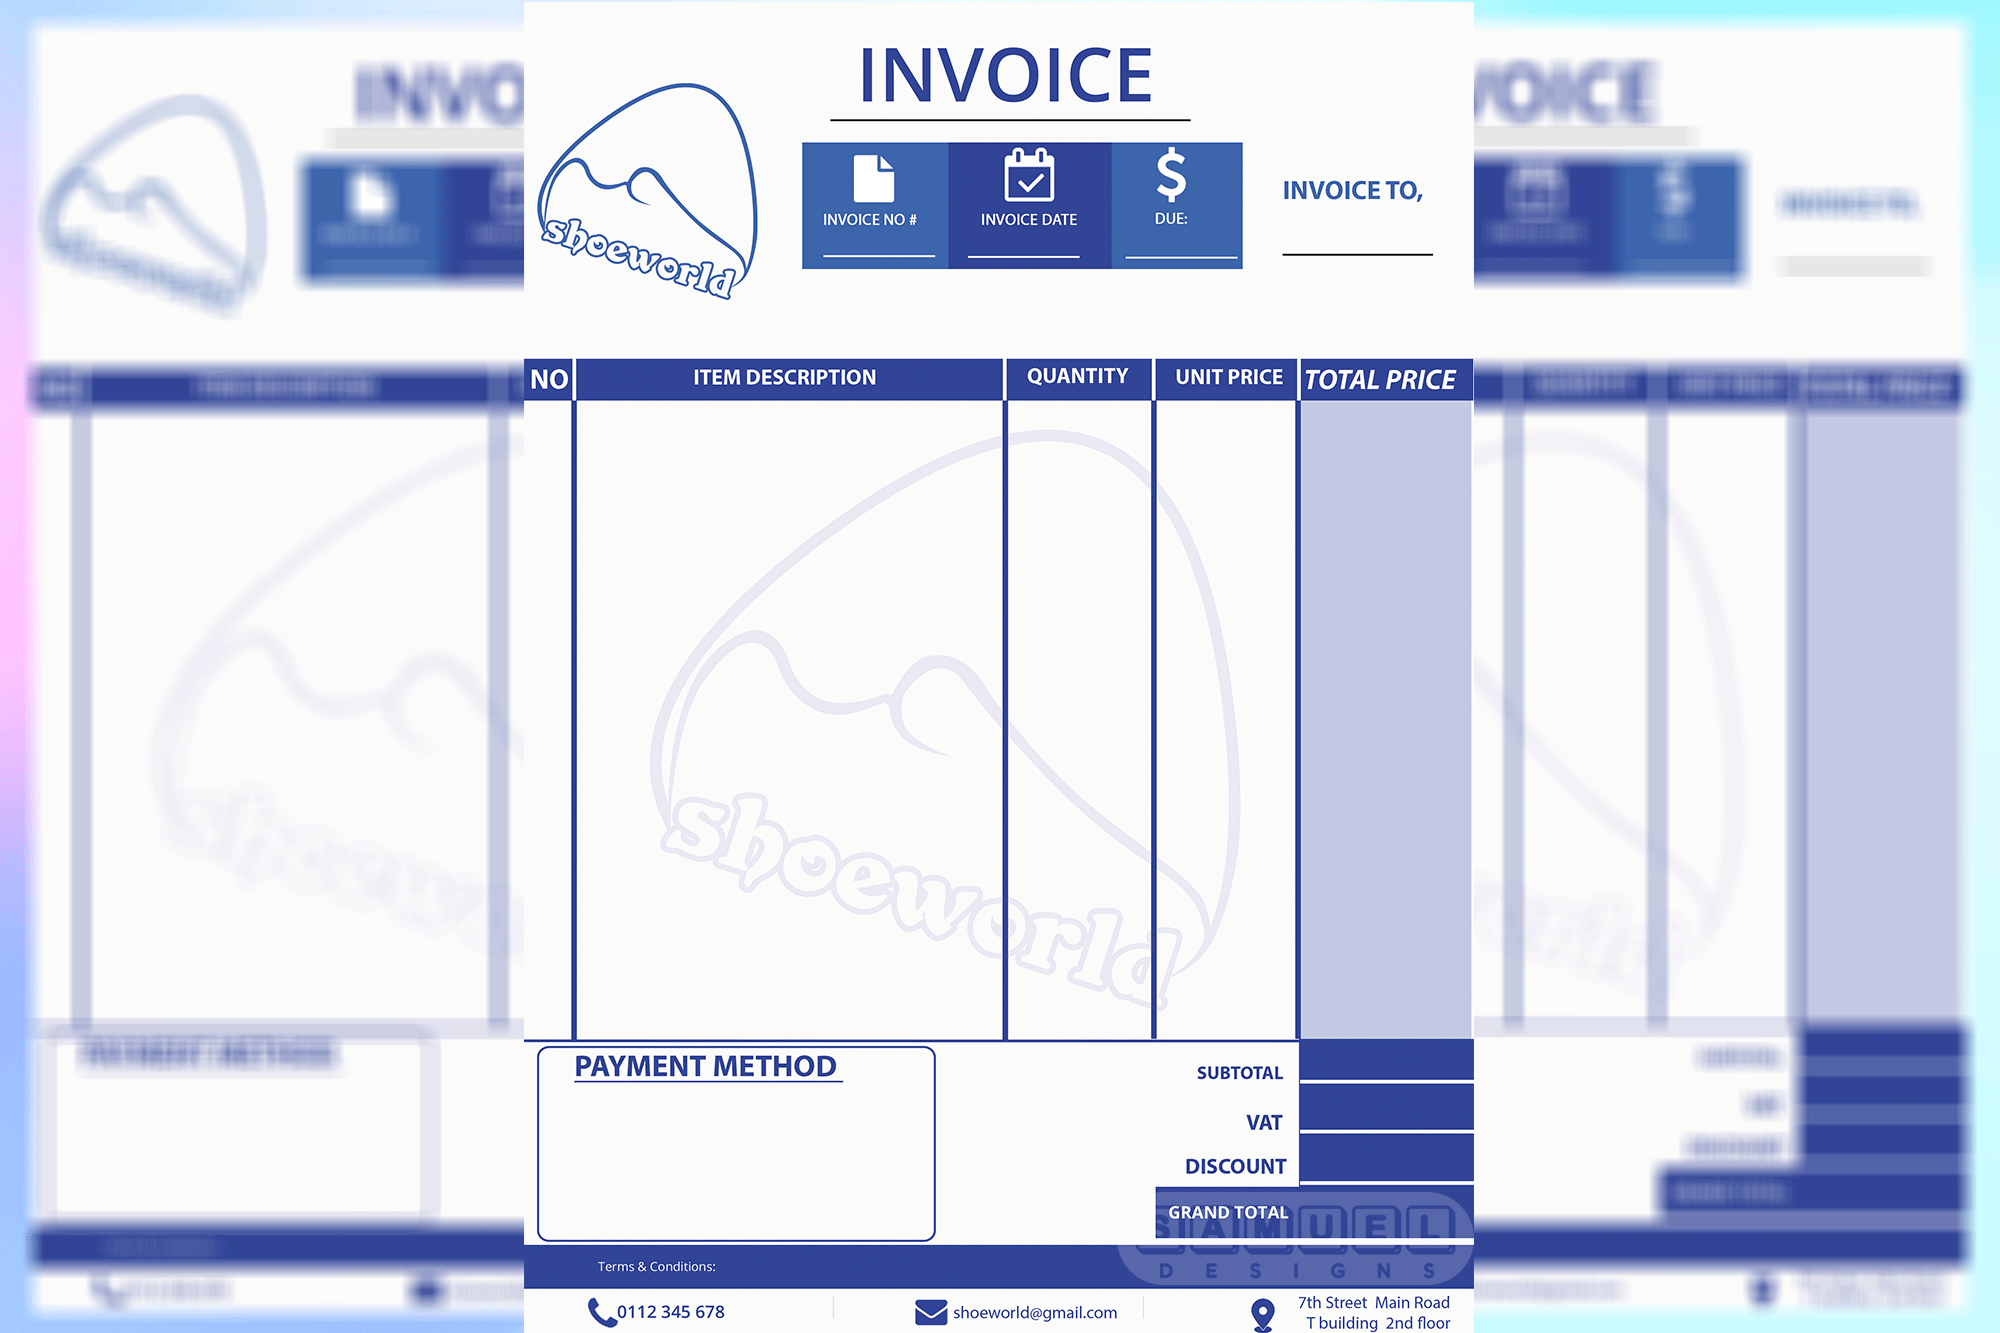 INVOICE
shoeworld
INVOICE NO #
INVOICE DATE
DUE:
INVOICE TO,
NO
ITEM DESCRIPTION
QUANTITY
UNIT PRICE
TOTAL PRICE
shoeworld
PAYMENT METHOD
SUBTOTAL
VAT
DISCOUNT
GRAND TOTAL
SAMUEL
DESIGNS
Terms & Conditions:
0112 345 678
shoeworld@gmail.com
7th Street Main Road
T building 2nd floor